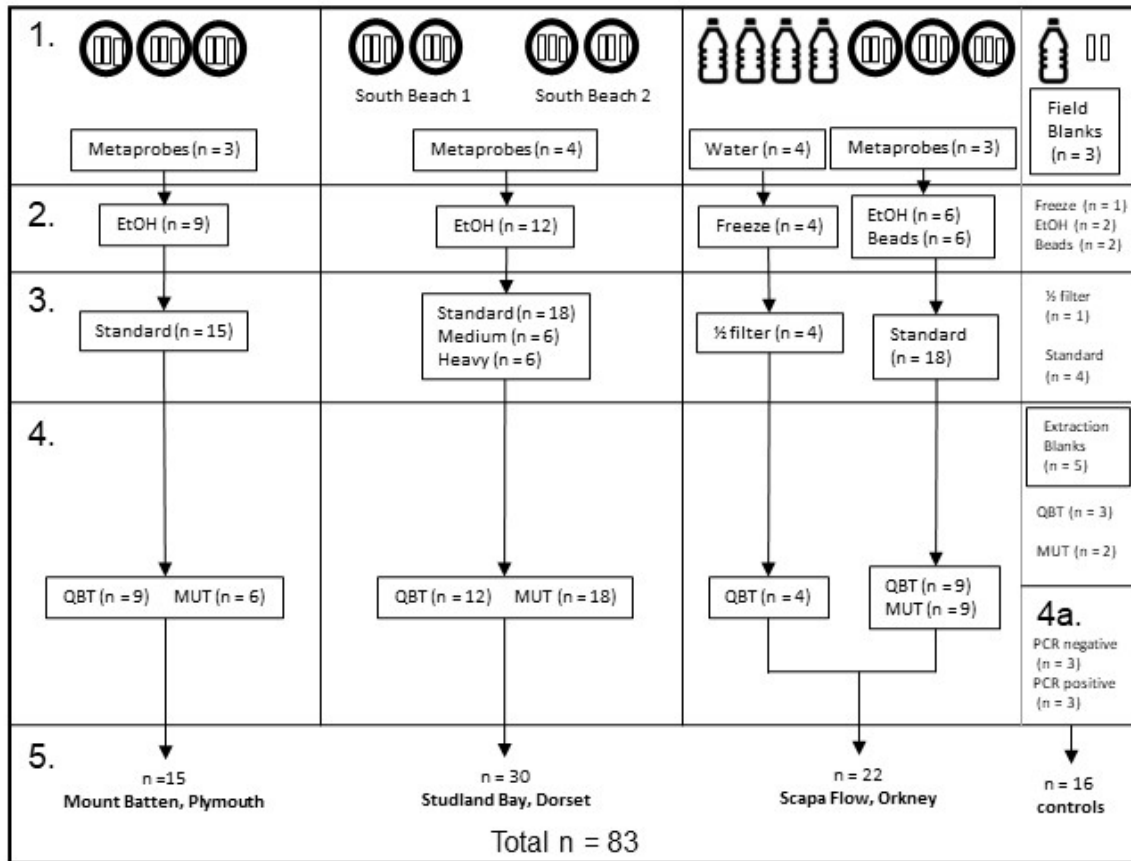 1.
South Beach 1
South Beach 2
Metaprobes (n = 3)
Metaprobes (n = 4)
Water (n = 4)
Metaprobes (n = 3)
Field
Blanks
(n = 3)
2.
EtOH (n = 9)
EtOH (n = 12)
Freeze (n = 4)
EtOH (n = 6)
Beads (n = 6)
Freeze (n = 1)
EtOH (n = 2)
Beads (n = 2)
3.
Standard (n = 15)
Standard (n = 18)
Medium (n = 6)
Heavy (n = 6)
½ filter (n = 4)
Standard
(n = 18)
½ filter
(n = 1)
Standard
(n = 4)
4.
QBT (n = 9) MUT (n = 6)
QBT (n = 12) MUT (n = 18)
QBT (n = 4)
QBT (n = 9)
MUT (n = 9)
Extraction
Blanks
(n = 5)
QBT (n = 3)
MUT (n = 2)
4a.
PCR negative
(n = 3)
PCR positive
(n = 3)
5.
n =15
Mount Batten, Plymouth
n = 30
Studland Bay, Dorset
n = 22
Scapa Flow, Orkney
n = 16
controls
Total n = 83